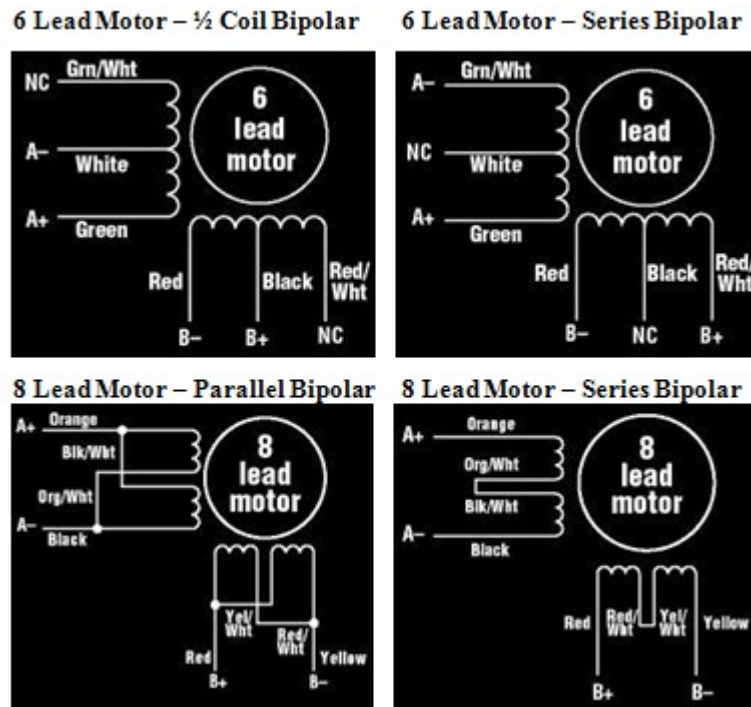 6 Lead Motor – ½ Coil Bipolar
NC
Grn/Wht
A–
White
A+
Green
6
lead
motor
Red
Black
Red/
Wht
B–
B+
NC
6 Lead Motor – Series Bipolar
A–
Grn/Wht
NC
White
A+
Green
6
lead
motor
Red
Black
Red/
Wht
B–
NC
B+
8 Lead Motor – Parallel Bipolar
A+
Orange
Blk/Wht
Org/Wht
A–
Black
8
lead
motor
Yel/
Wht
Red/
Wht
Red
Yellow
B+
B–
8 Lead Motor – Series Bipolar
A+
Orange
Org/Wht
Blk/Wht
A–
Black
8
lead
motor
Red
Red/
Wht
Yel/
Wht
Yellow
B+
B–